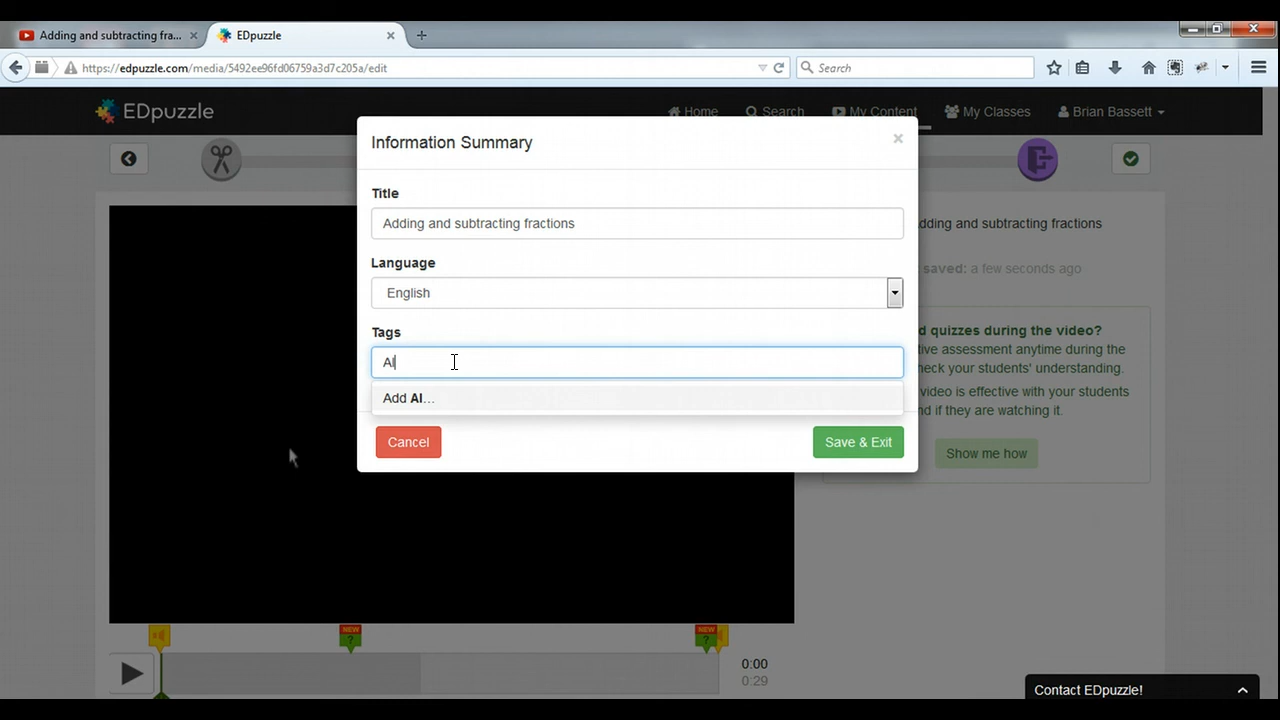 Adding and subtracting fra...
EDpuzzle
https://edpuzzle.com/media/5492ee96fd06759a3d7c205a/edit
Search
EDpuzzle
Home
Search
My Content
My Classes
Brian Bassett
Information Summary
Title
Adding and subtracting fractions
Language
English
Tags
Al
Add Al...
Cancel
Save & Exit
dding and subtracting fractions
saved: a few seconds ago
d quizzes during the video?
tive assessment anytime during the
heck your students' understanding.
video is effective with your students
nd if they are watching it.
Show me how
NEW
?
NEW
?
0:00
0:29
Contact EDpuzzle!